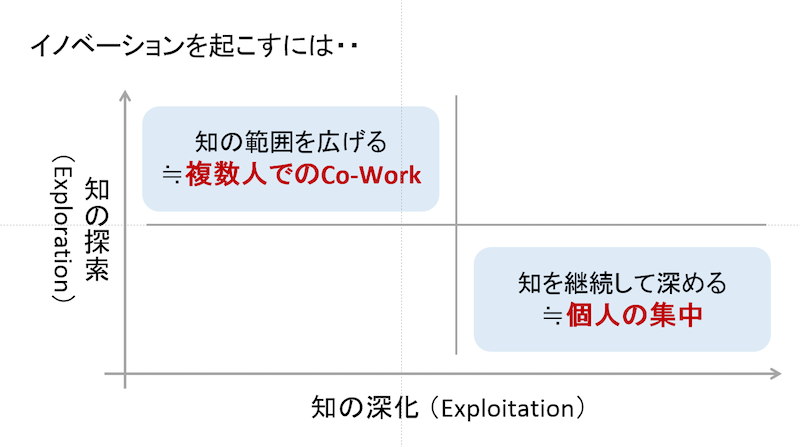 イノベーションを起こすには・・
知の範囲を広げる
≒複数人でのCo-Work
知の探索
(Exploration)
知を継続して深める
≒個人の集中
知の深化（Exploitation）